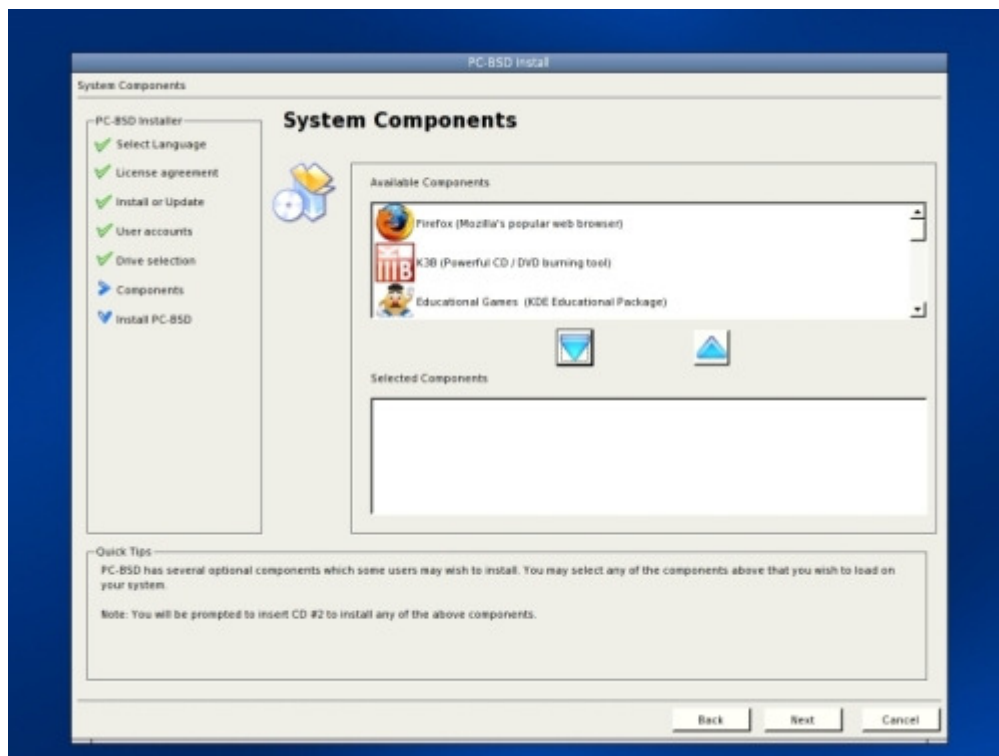 PC-BSD Install
System Components
PC-BSD Installer
Select Language
License agreement
Install or Update
User accounts
Drive selection
Components
Install PC-BSD
System Components
Available Components
Firefox (Mozilla's popular web browser)
K3B (Powerful CD / DVD burning tool)
Educational Games (KDE Educational Package)
Selected Components
Quick Tips
PC-BSD has several optional components which some users may wish to install. You may select any of the components above that you wish to load on
your system.
Note: You will be prompted to insert CD #2 to install any of the above components.
Back Next Cancel